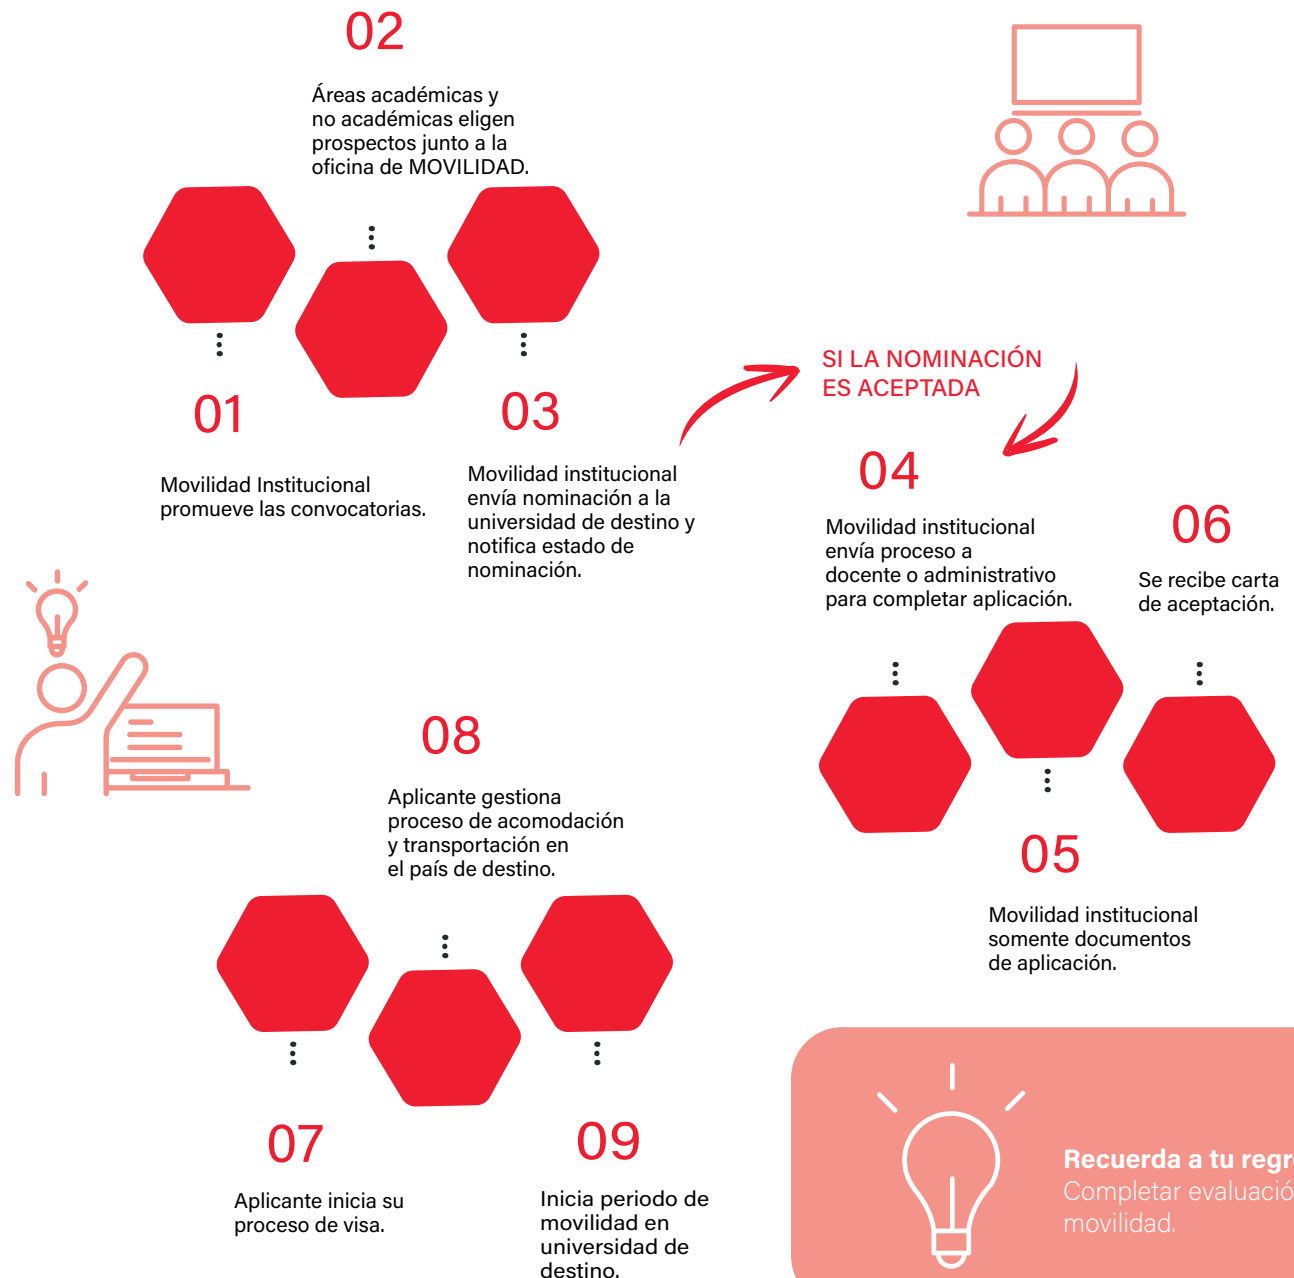 02
Áreas académicas y
no académicas eligen
prospectos junto a la
oficina de MOVILIDAD.
01
Movilidad Institucional
promueve las convocatorias.
03
Movilidad institucional
envía nominación a la
universidad de destino y
notifica estado de
nominación.
SI LA NOMINACIÓN
ES ACEPTADA
04
Movilidad institucional
envía proceso a
docente o administrativo
para completar aplicación.
06
Se recibe carta
de aceptación.
05
Movilidad institucional
somente documentos
de aplicación.
08
Aplicante gestiona
proceso de acomodación
y transportación en
el país de destino.
07
Aplicante inicia su
proceso de visa.
09
Inicia periodo de
movilidad en
universidad de
destino.
Recuerda a tu
Completar
movilidad.